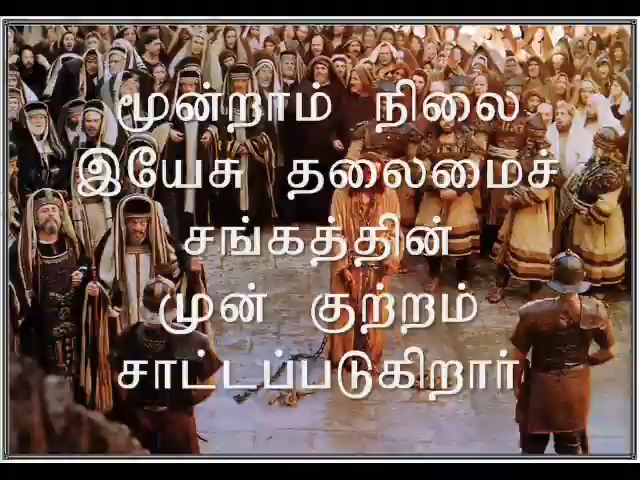 மூன்றாம் நிலை
இயேசு தலைமைச்
சங்கத்தின்
முன் குற்றம்
சாட்டப்படுகிறார்